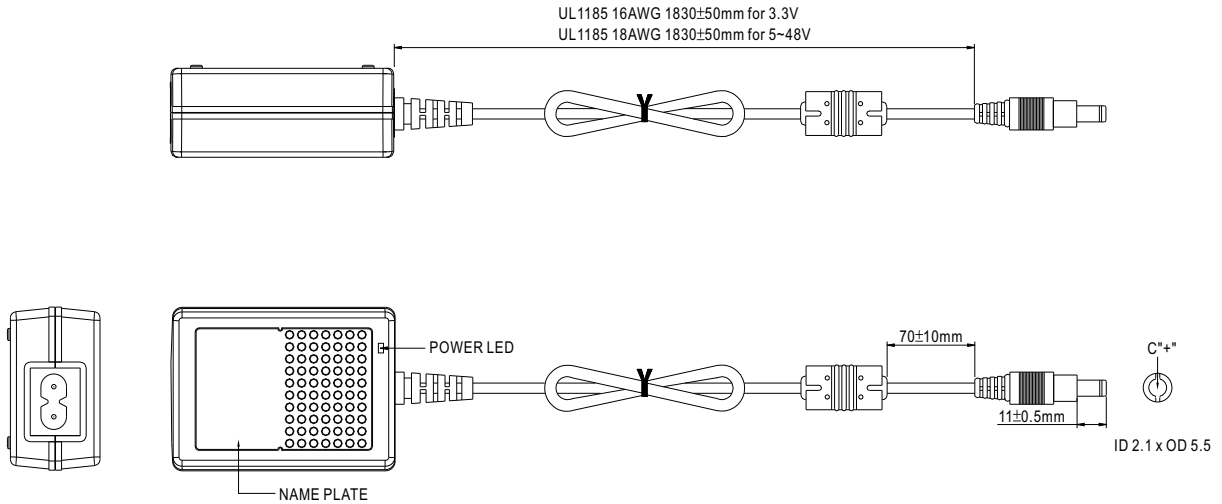 UL1185 16AWG 1830±50mm for 3.3V
UL1185 18AWG 1830±50mm for 5~48V
POWER LED
70±10mm
C"+"
11±0.5mm
ID 2.1 x OD 5.5
NAME PLATE